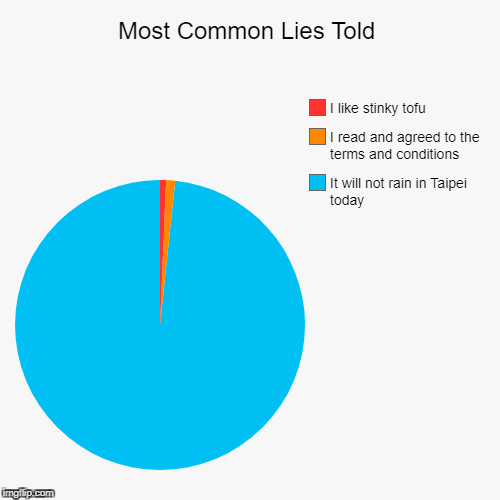 Most Common Lies Told
I like stinky tofu
I read and agreed to the
terms and conditions
It will not rain in Taipei
today
imgflip.com